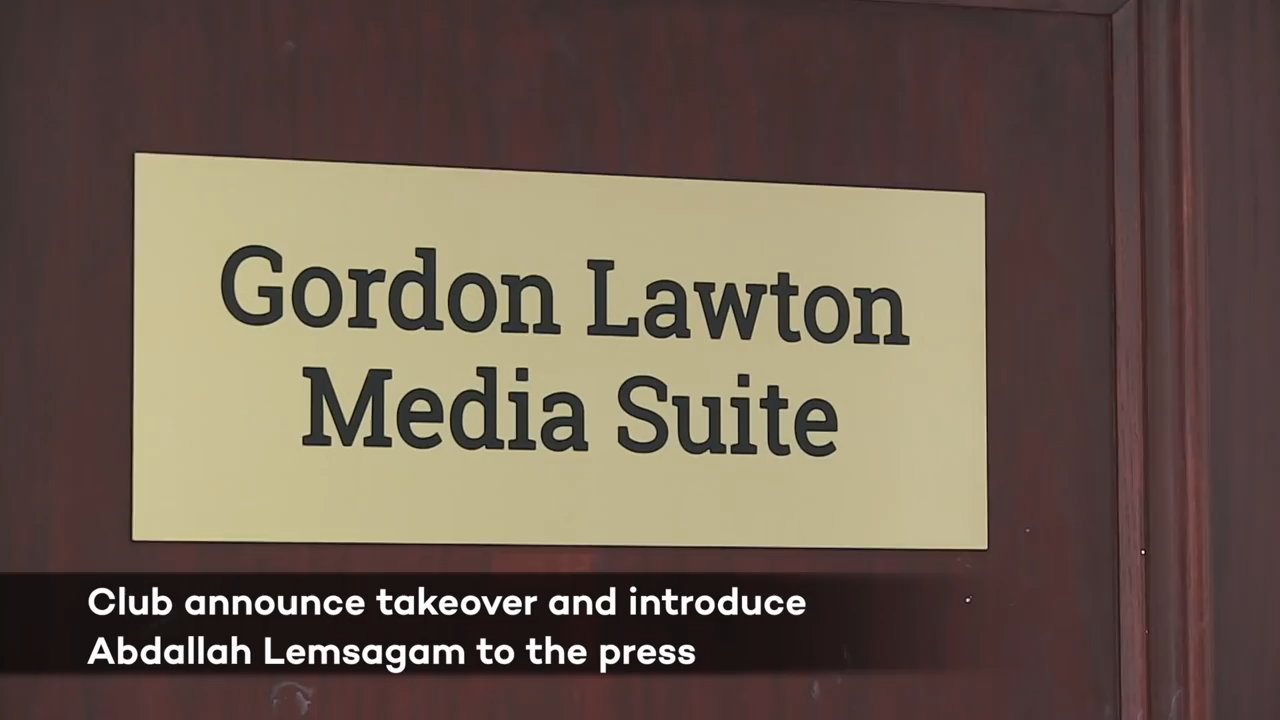 Gordon Lawton
Media Suite
Club announce takeover and introduce
Abdallah Lemsagam to the press